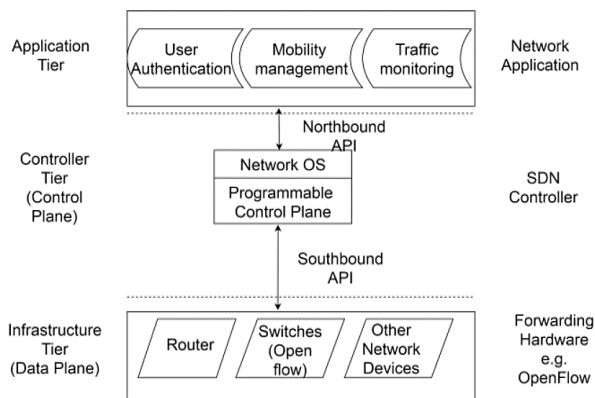 Application
Tier
User
Authentication
Mobility
management
Traffic
monitoring
Network
Application
Northbound
API
Controller
Tier
(Control
Plane)
Network OS
Programmable
Control Plane
SDN
Controller
Southbound
API
Infrastructure
Tier
(Data Plane)
Router
Switches
(Open
flow)
Other
Network
Devices
Forwarding
Hardware
e.g.
OpenFlow